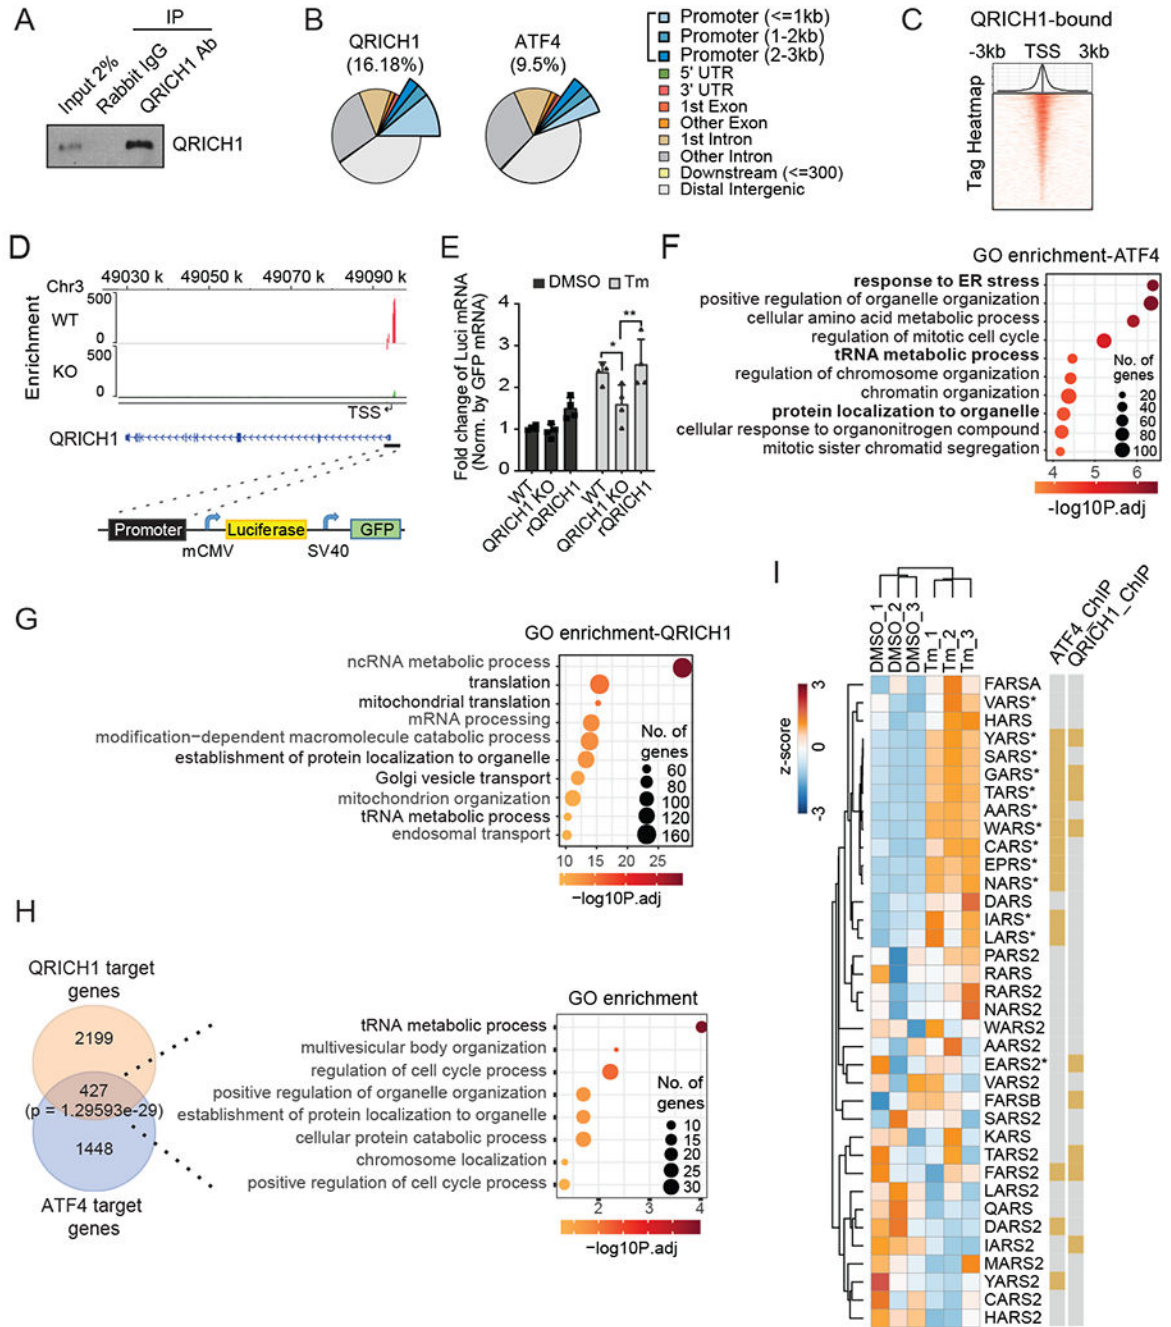 A
IP
Input 2%
Rabbit IgG
QRICH1 Ab
QRICH1
B
QRICH1
(16.18%)
ATF4
(9.5%)
Promoter (<=1kb)
Promoter (1-2kb)
Promoter (2-3kb)
5' UTR
3' UTR
1st Exon
Other Exon
1st Intron
Other Intron
Downstream (<=300)
Distal Intergenic
C
QRICH1-bound
-3kb TSS 3kb
Tag Heatmap
D
49030 k 49050 k 49070 k 49090 k
Chr3
Enrichment
500
WT
0
500
KO
0
TSS
QRICH1
Promoter
mCMV
Luciferase
SV40
GFP
E
DMSO Tm
Fold change of Luci mRNA
(Norm. by GFP mRNA)
4
3
2
1
0
*
**
WT
QRICH1 KO
rQRICH1
WT
QRICH1 KO
rQRICH1
F
GO enrichment-ATF4
response to ER stress
positive regulation of organelle organization
cellular amino acid metabolic process
regulation of mitotic cell cycle
tRNA metabolic process
regulation of chromosome organization
chromatin organization
protein localization to organelle
cellular response to organonitrogen compound
mitotic sister chromatid segregation
No. of
genes
20
40
60
80
100
4 5 6
-log10P.adj
G
GO enrichment-QRICH1
ncRNA metabolic process
translation
mitochondrial translation
mRNA processing
modification−dependent macromolecule catabolic process
establishment of protein localization to organelle
Golgi vesicle transport
mitochondrion organization
tRNA metabolic process
endosomal transport
No. of
genes
60
80
100
120
160
10 15 20 25
−log10P.adj
H
QRICH1 target
genes
2199
427
(p = 1.29593e-29)
1448
ATF4 target
genes
GO enrichment
tRNA metabolic process
multivesicular body organization
regulation of cell cycle process
positive regulation of organelle organization
establishment of protein localization to organelle
cellular protein catabolic process
chromosome localization
positive regulation of cell cycle process
No. of
genes
10
15
20
25
30
2 3 4
−log10P.adj
I
z-score
3
0
-3
DMSO_1
DMSO_2
DMSO_3
Tm_1
Tm_2
Tm_3
ATF4_ChIP
QRICH1_ChIP
FARSA
VARS*
HARS
YARS*
SARS*
GARS*
TARS*
AARS*
WARS*
CARS*
EPRS*
NARS*
DARS
IARS*
LARS*
PARS2
RARS
RARS2
NARS2
WARS2
AARS2
EARS2*
VARS2
FARSB
SARS2
KARS
TARS2
FARS2
LARS2
QARS
DARS2
IARS2
MARS2
YARS2
CARS2
HARS2